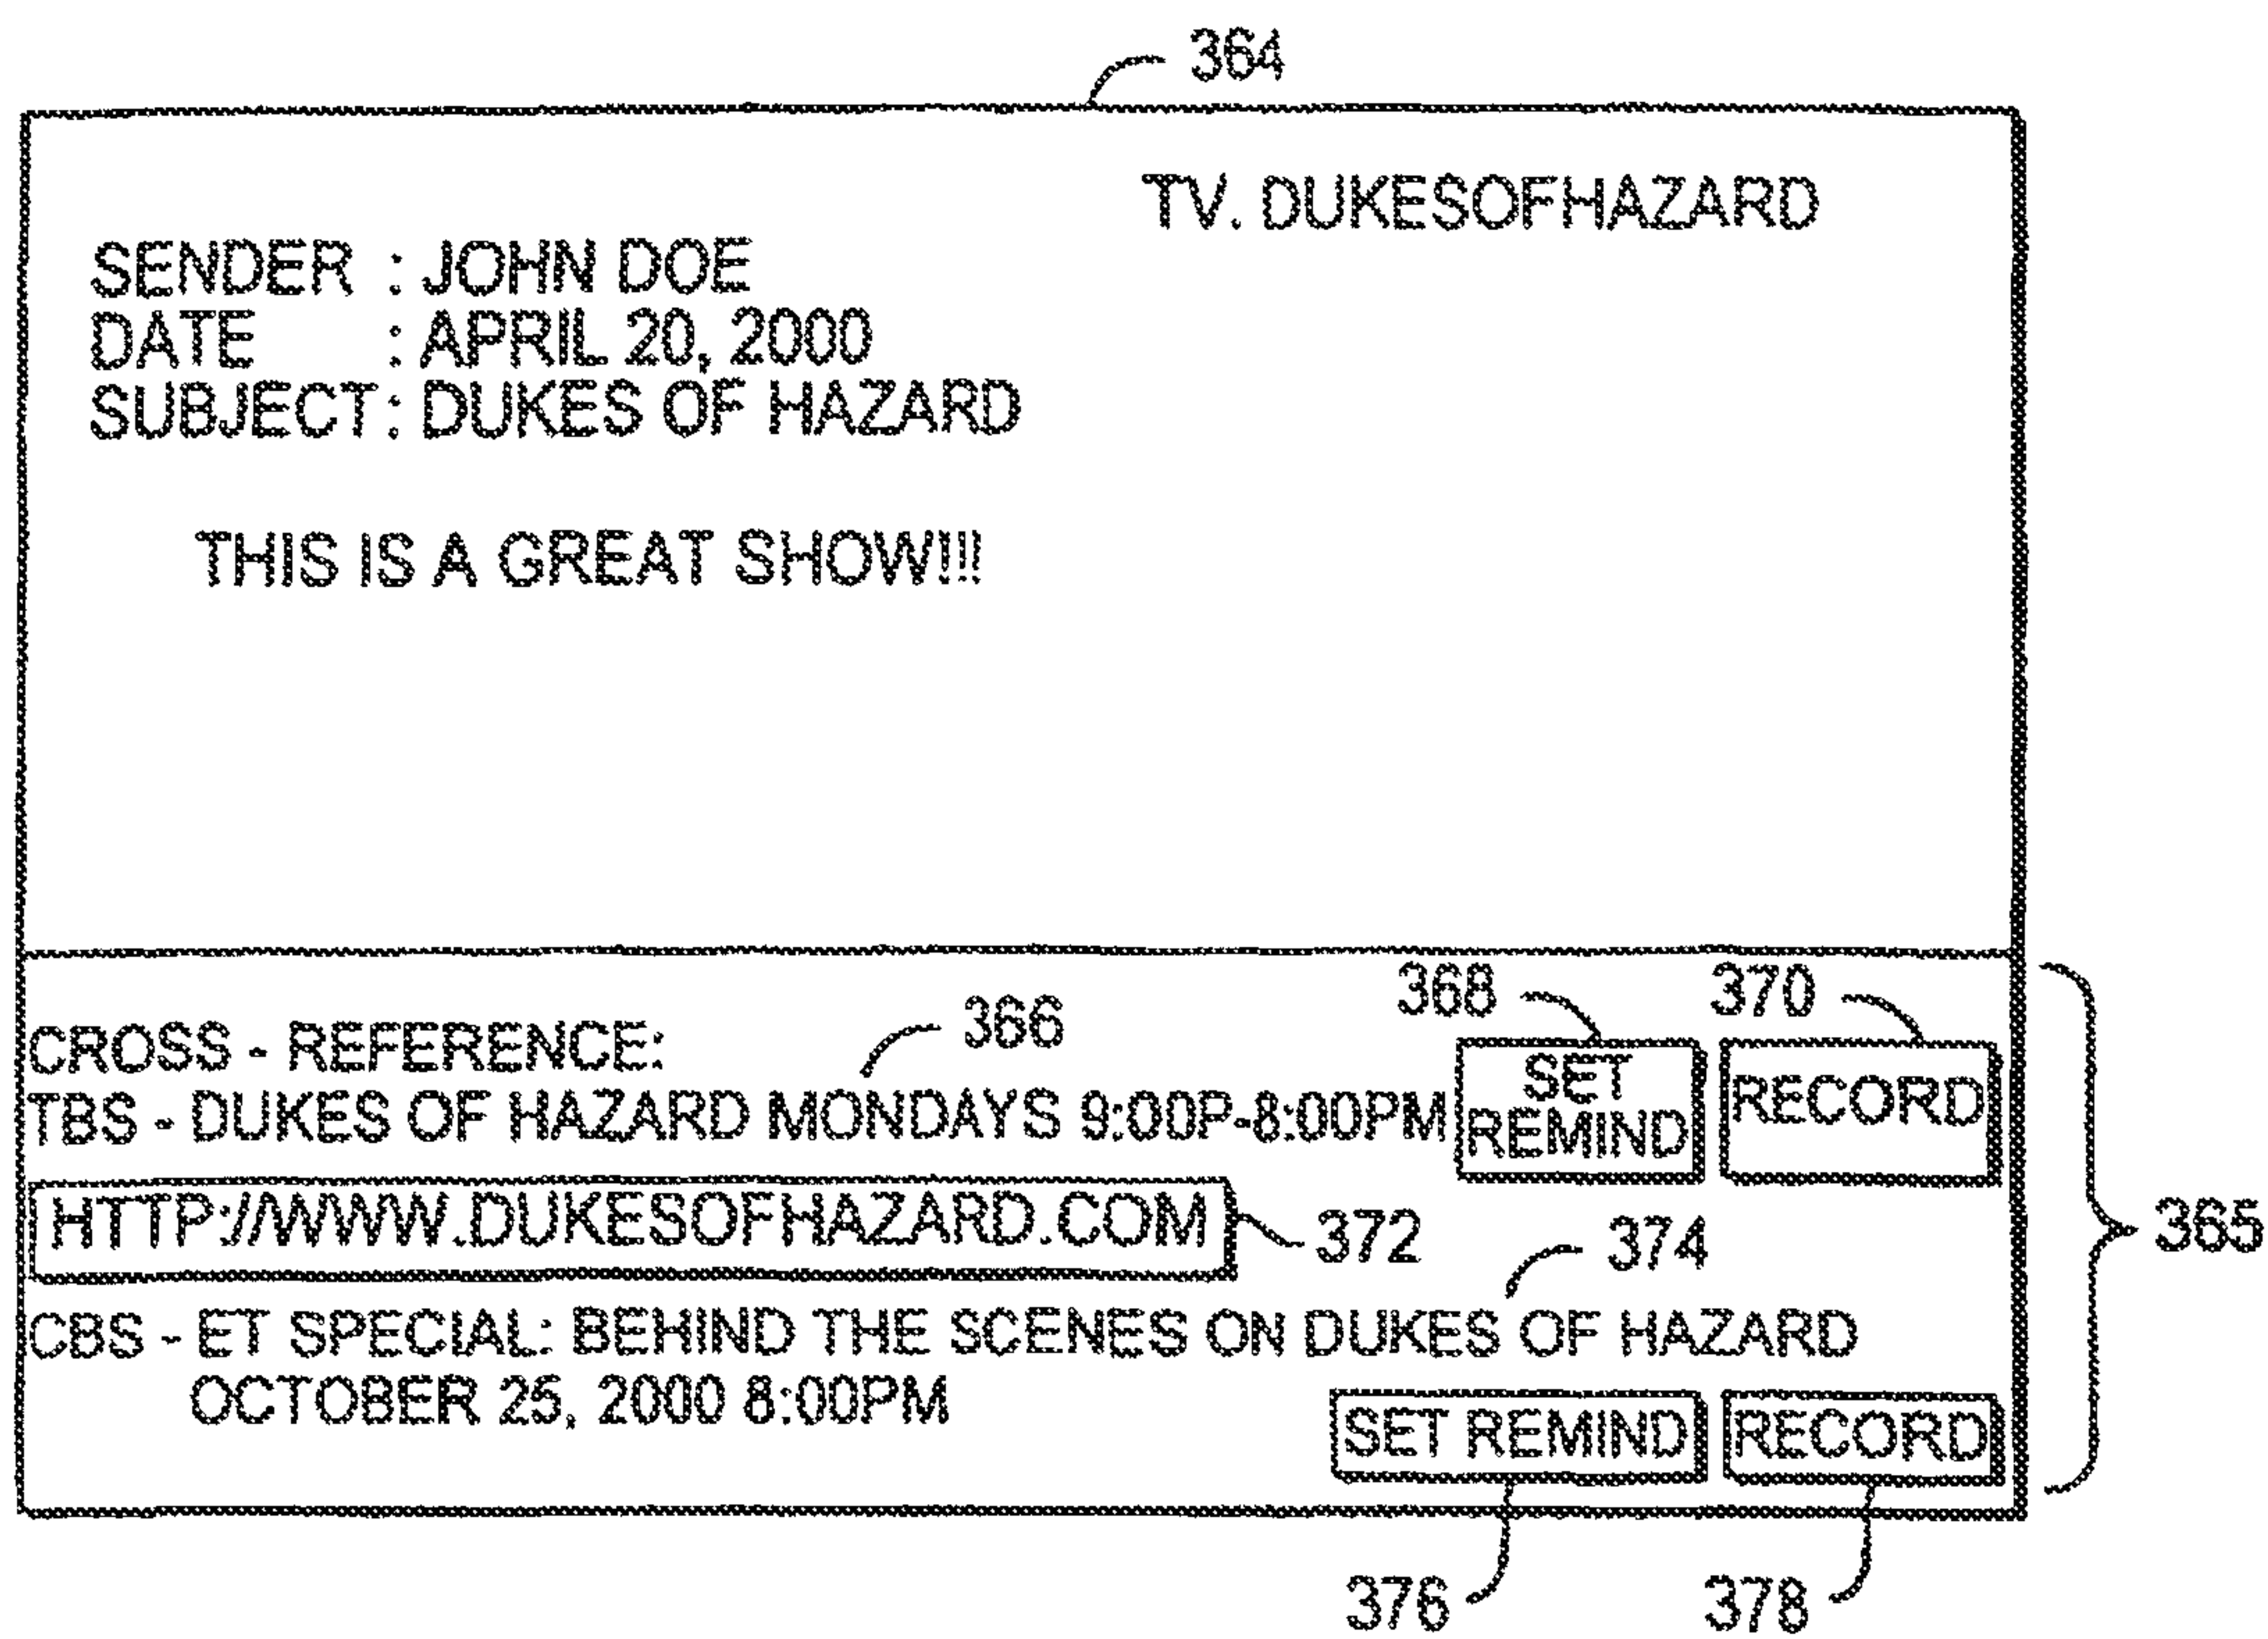 364
TV. DUKESOFHAZARD
SENDER : JOHN DOE
DATE : APRIL 20, 2000
SUBJECT : DUKES OF HAZARD
THIS IS A GREAT SHOW!!!
368
370
366
CROSS - REFERENCE:
TBS - DUKES OF HAZARD MONDAYS 9:00P-8:00PM
SET
REMIND
RECORD
HTTP://WWW.DUKESOFHAZARD.COM
372
374
365
CBS - ET SPECIAL: BEHIND THE SCENES ON DUKES OF HAZARD
OCTOBER 25, 2000 8:00PM
SET REMIND
RECORD
376
378